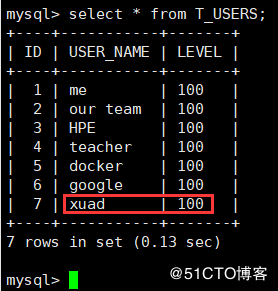 mysql> select * from T_USERS;
+----+-----------+-------+
| ID | USER_NAME | LEVEL |
+----+-----------+-------+
| 1 | me | 100 |
| 2 | our team | 100 |
| 3 | HPE | 100 |
| 4 | teacher | 100 |
| 5 | docker | 100 |
| 6 | google | 100 |
| 7 | xuad | 100 |
+----+-----------+-------+
7 rows in set (0.13 sec)
mysql>
@51CTO博客